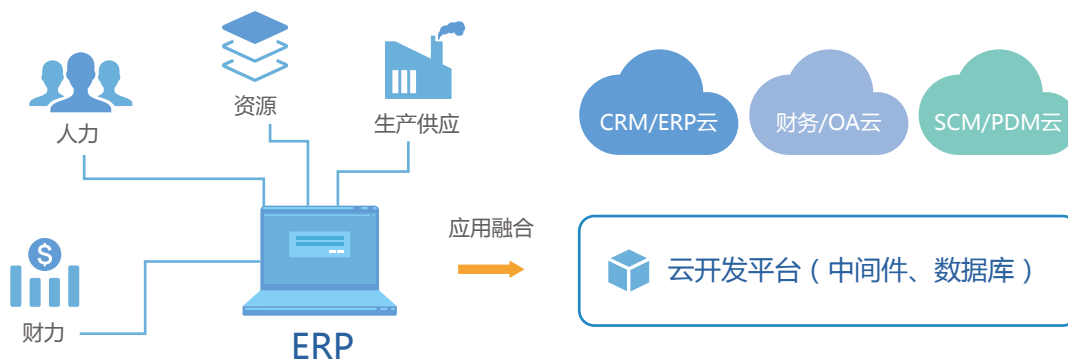 资源
生产供应
人力
CRM/ERP云
财务/OA云
SCM/PDM云
应用融合
$
财力
云开发平台（中间件、数据库）
ERP